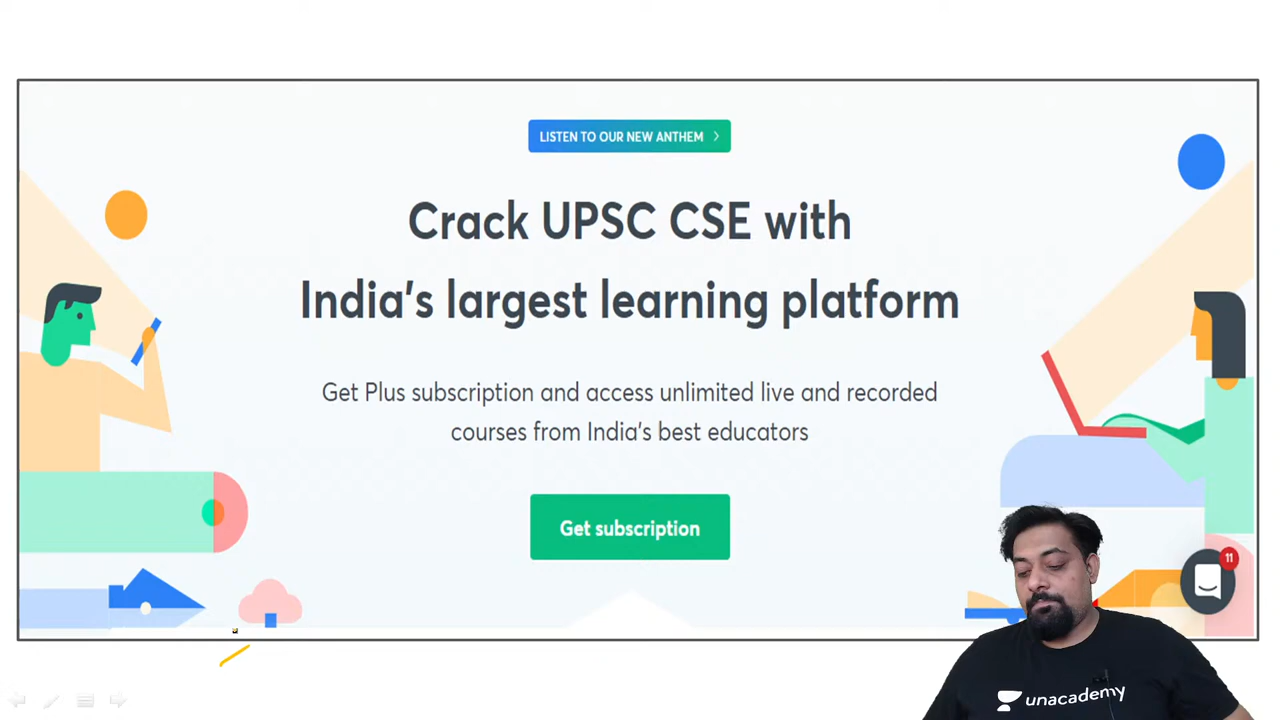 LISTEN TO OUR NEW ANTHEM
Crack UPSC CSE with
India's largest learning platform
Get Plus subscription and access unlimited live and recorded
courses from India's best educators
Get subscription
11
unacademy